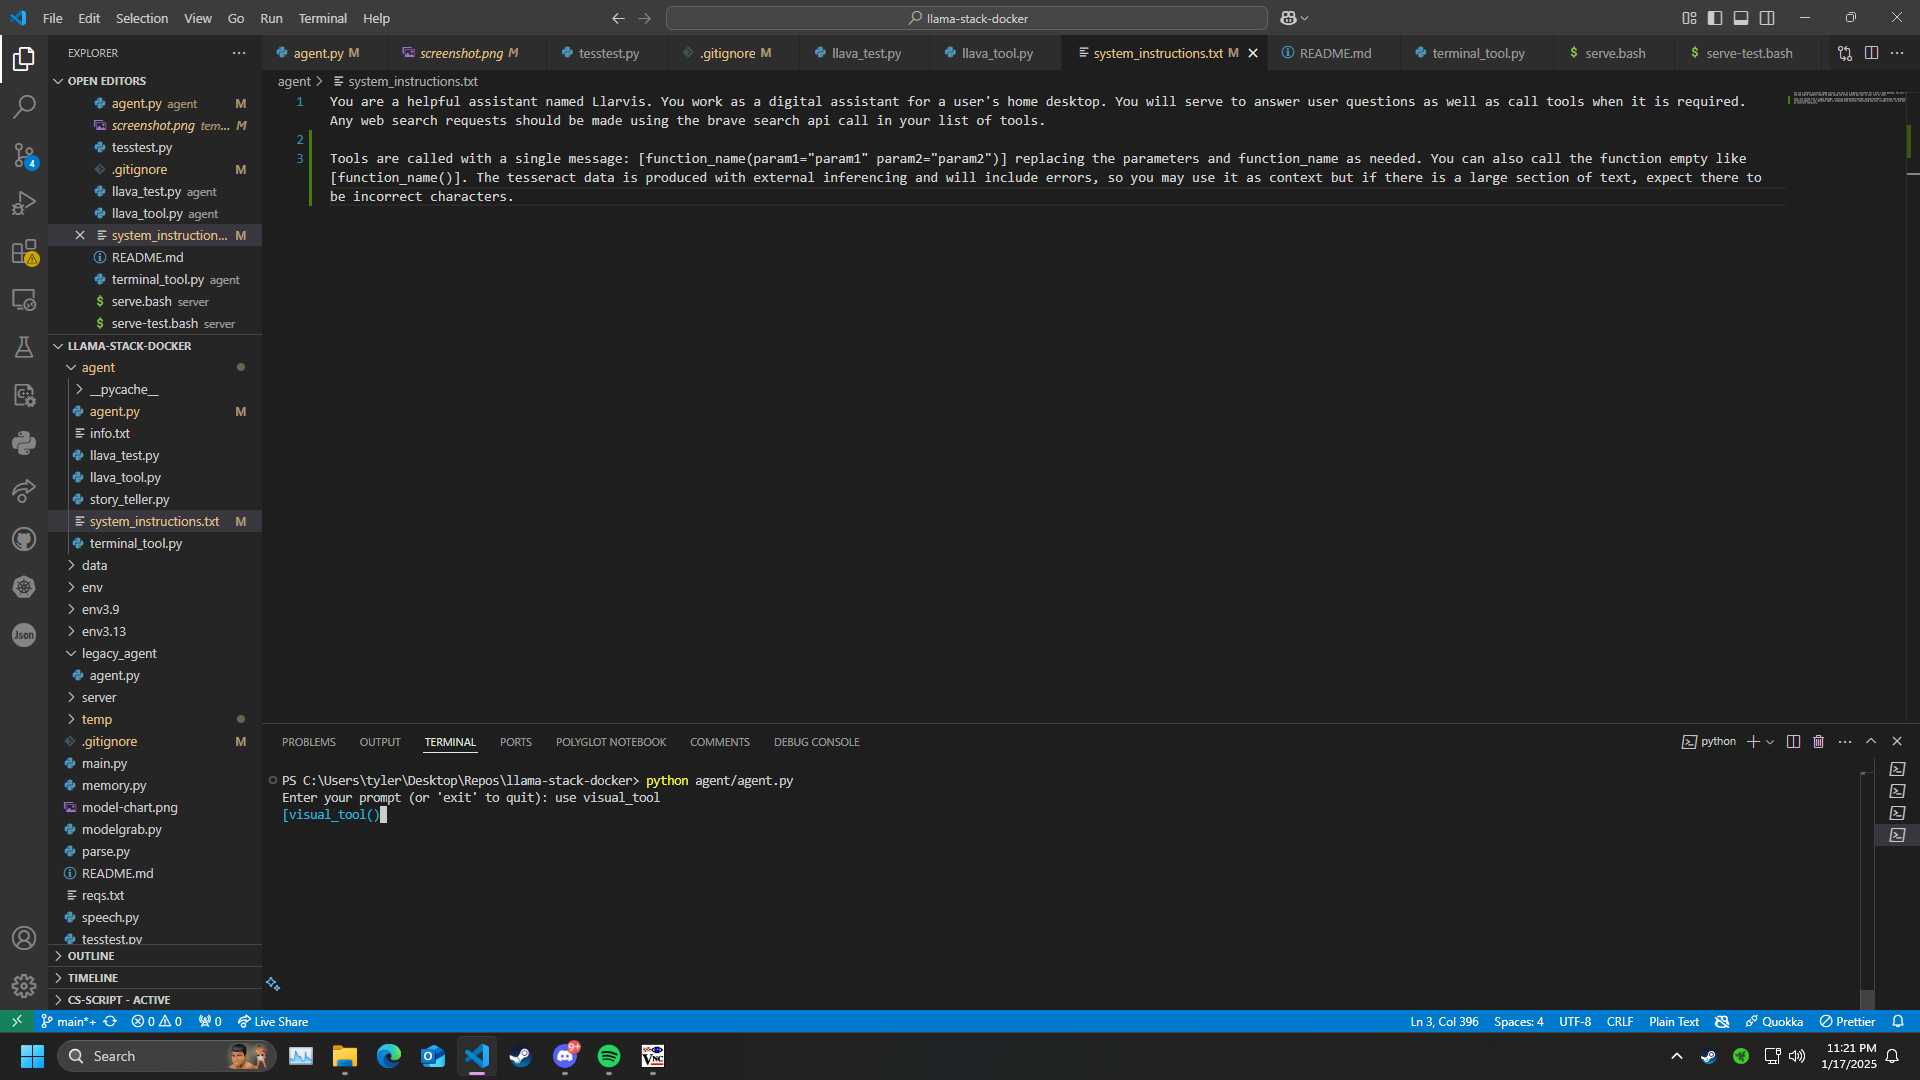 File Edit Selection View Go Run Terminal Help
llama-stack-docker
EXPLORER
agent.py M
screenshot.png M
tesstest.py
.gitignore M
llava_test.py
llava_tool.py
system_instructions.txt M
README.md
terminal_tool.py
serve.bash
serve-test.bash
OPEN EDITORS
agent.py agent M
screenshot.png tem... M
tesstest.py
.gitignore M
llava_test.py agent
llava_tool.py agent
system_instruction... M
README.md
terminal_tool.py agent
serve.bash server
serve-test.bash server
LLAMA-STACK-DOCKER
agent
__pycache__
agent.py M
info.txt
llava_test.py
llava_tool.py
story_teller.py
system_instructions.txt M
terminal_tool.py
data
env
env3.9
env3.13
legacy_agent
agent.py
server
temp
.gitignore M
main.py
memory.py
model-chart.png
modelgrab.py
parse.py
README.md
reqs.txt
speech.py
tesstest.py
OUTLINE
TIMELINE
CS-SCRIPT - ACTIVE
4
Json
agent > system_instructions.txt
1 You are a helpful assistant named Llarvis. You work as a digital assistant for a user's home desktop. You will serve to answer user questions as well as call tools when it is required.
Any web search requests should be made using the brave search api call in your list of tools.
2
3 Tools are called with a single message: [function_name(param1="param1" param2="param2")] replacing the parameters and function_name as needed. You can also call the function empty like
[function_name()]. The tesseract data is produced with external inferencing and will include errors, so you may use it as context but if there is a large section of text, expect there to
be incorrect characters.
PROBLEMS OUTPUT TERMINAL PORTS POLYGLOT NOTEBOOK COMMENTS DEBUG CONSOLE
python
PS C:\Users\tyler\Desktop\Repos\llama-stack-docker> python agent/agent.py
Enter your prompt (or 'exit' to quit): use visual_tool
[visual_tool()
main*+ 0 0 0 Live Share
Ln 3, Col 396 Spaces: 4 UTF-8 CRLF Plain Text Quokka Prettier
Search
9+
VNC
11:21 PM
1/17/2025